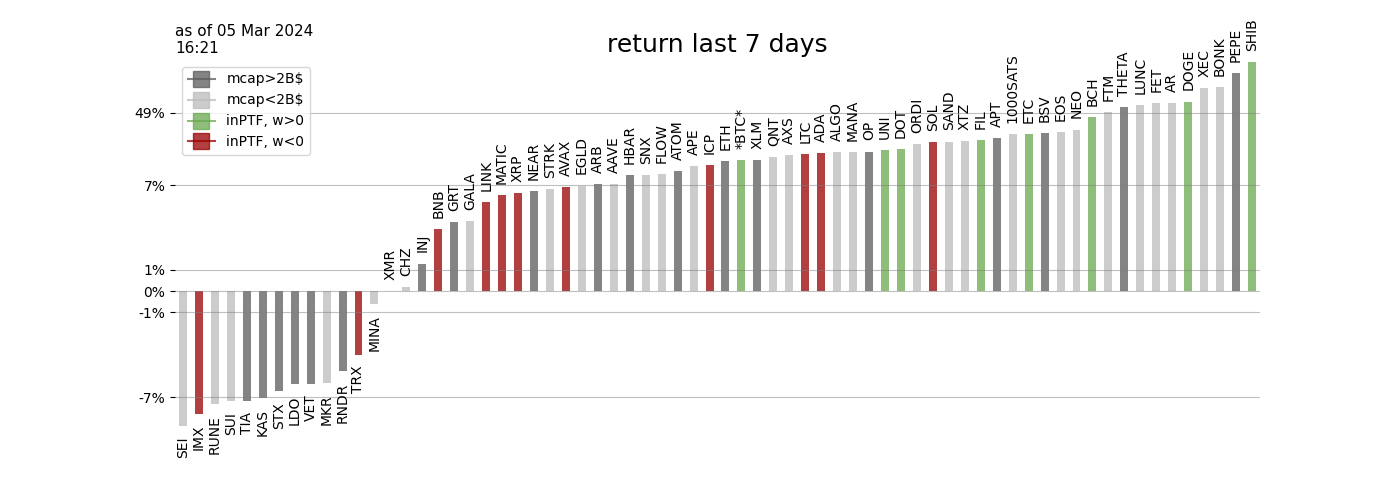 as of 05 Mar 2024
16:21
return last 7 days
mcap>2B$
mcap<2B$
inPTF, w>0
inPTF, w<0
49%
7%
1%
0%
-1%
-7%
SEI
IMX
RUNE
SUI
TIA
KAS
STX
LDO
VET
MKR
RNDR
TRX
MINA
XMR
CHZ
INJ
BNB
GRT
GALA
LINK
MATIC
XRP
NEAR
STRK
AVAX
EGLD
ARB
AAVE
HBAR
SNX
FLOW
ATOM
APE
ICP
ETH
*BTC*
XLM
QNT
AXS
LTC
ADA
ALGO
MANA
OP
UNI
DOT
ORDI
SOL
SAND
XTZ
FIL
APT
1000SATS
ETC
BSV
EOS
NEO
BCH
FTM
THETA
LUNC
FET
AR
DOGE
XEC
BONK
PEPE
SHIB